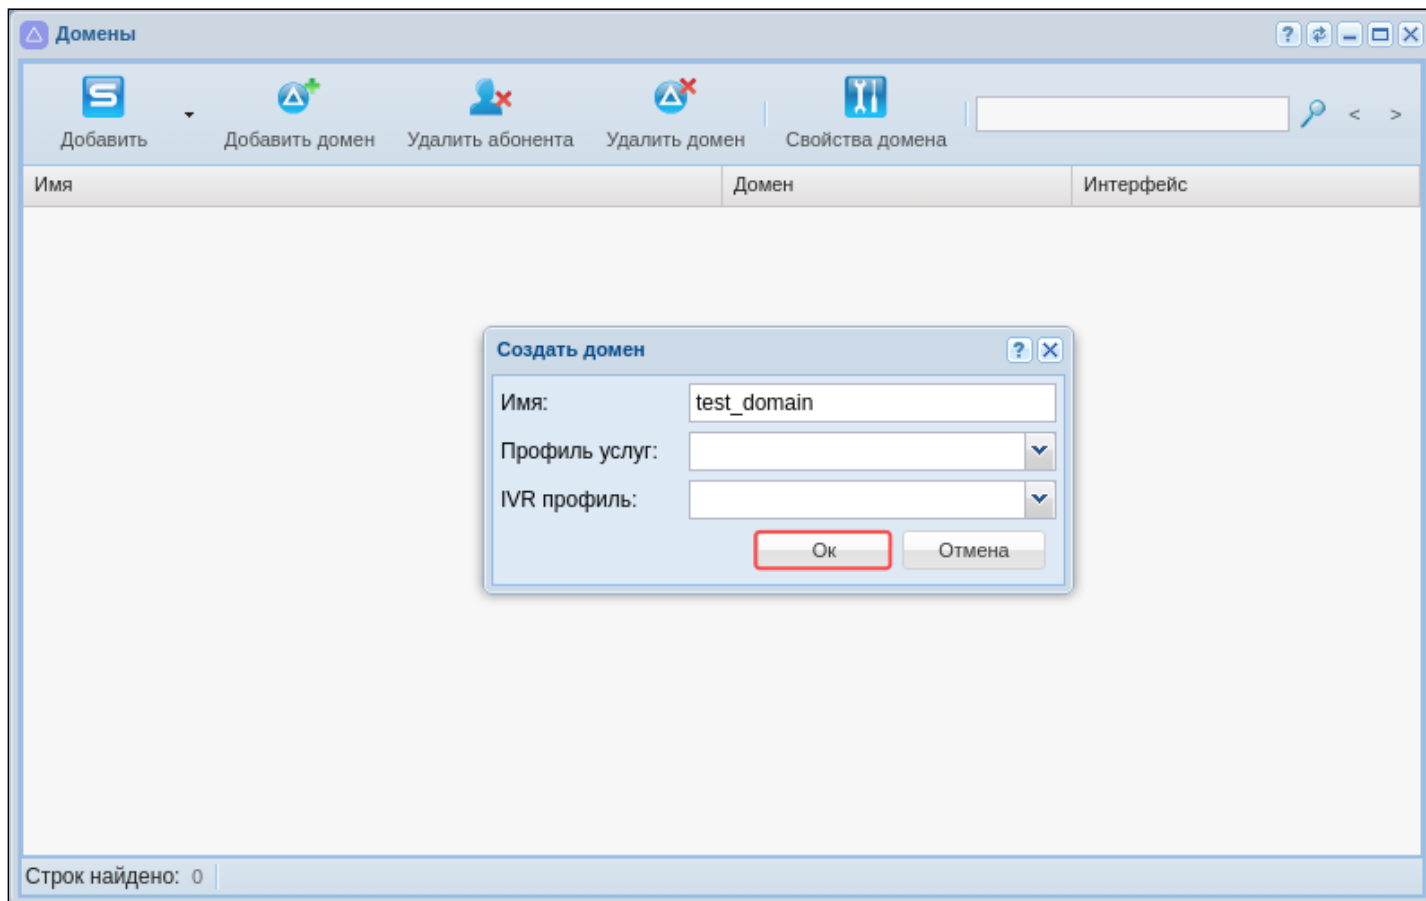 Домены
Добавить Добавить домен Удалить абонента Удалить домен Свойства домена < >
Имя Домен Интерфейс
Создать домен
Имя: test_domain
Профиль услуг:
IVR профиль:
Ок Отмена
Строк найдено: 0